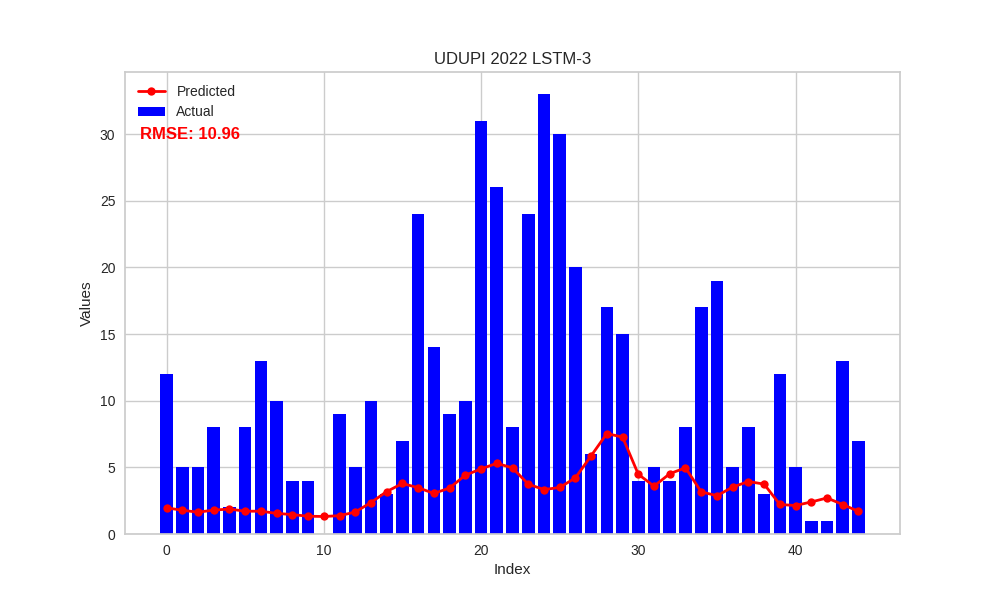 UDUPI 2022 LSTM-3
Predicted
Actual
RMSE: 10.96
Values
30
25
20
15
10
5
0
0 10 20 30 40
Index